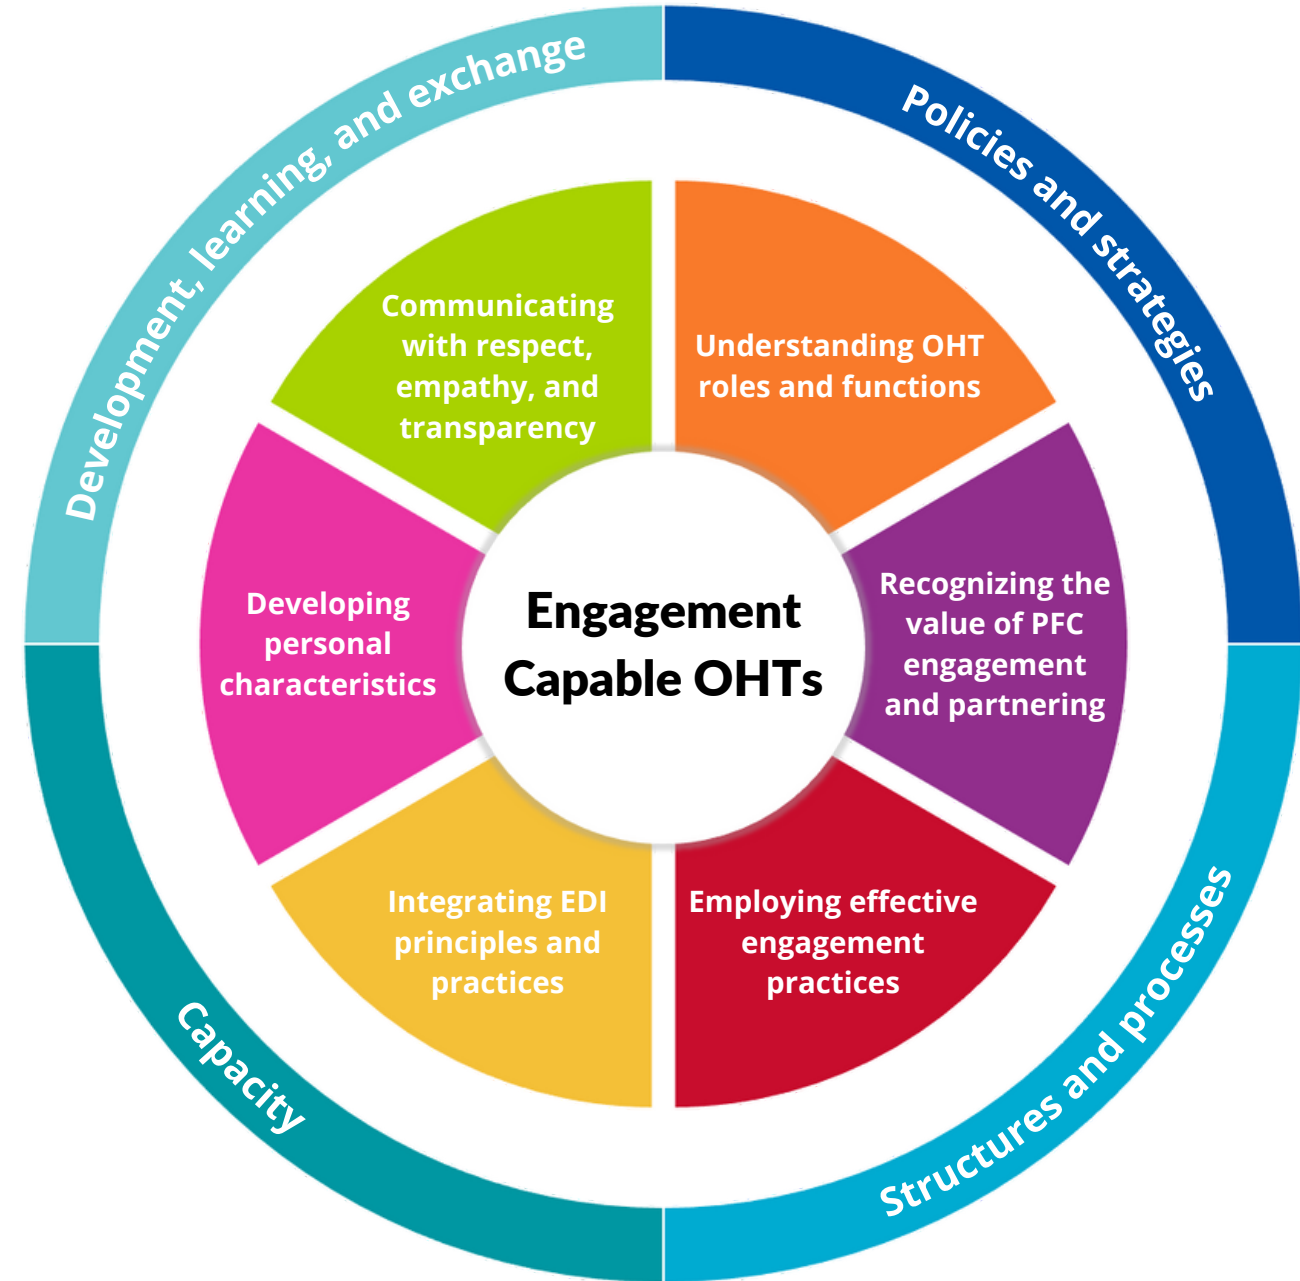 Development, learning, and exchange
Policies and strategies
Communicating
with respect,
empathy, and
transparency
Understanding OHT
roles and functions
Developing
personal
characteristics
Engagement
Capable OHTs
Recognizing the
value of PFC
engagement
and partnering
Integrating EDI
principles and
practices
Employing effective
engagement
practices
Capacity
Structures and processes